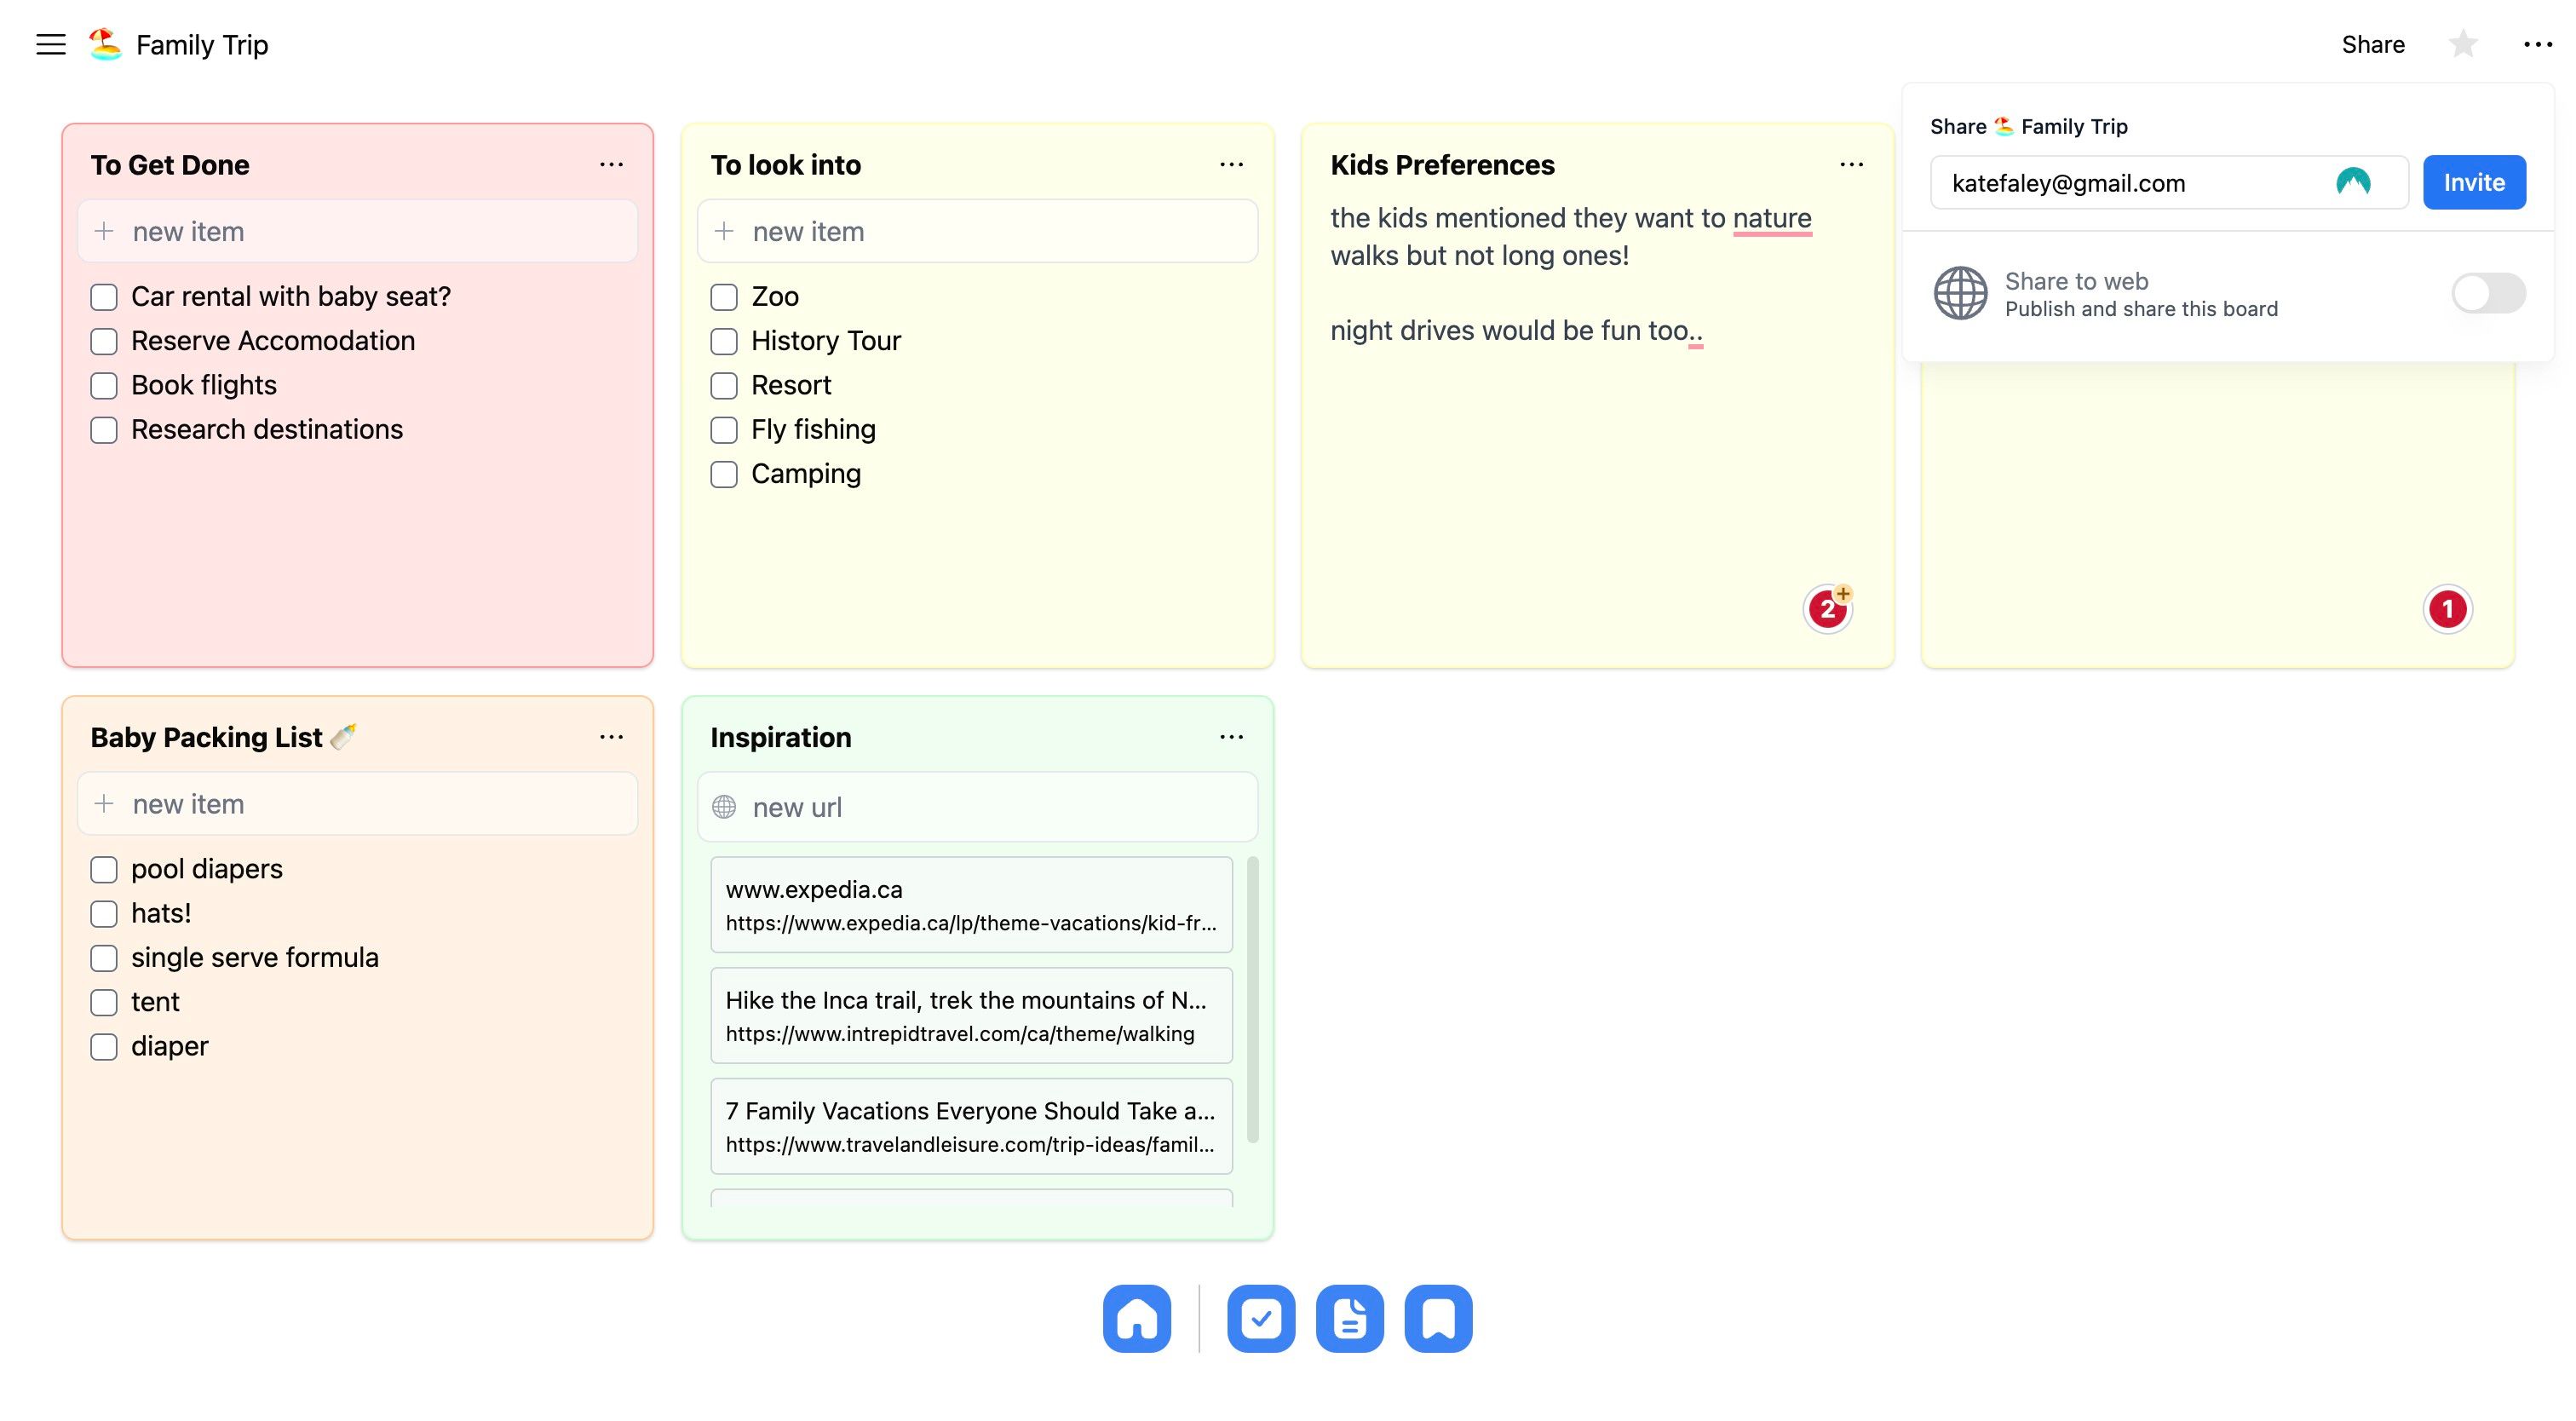 Family Trip
Share
Share Family Trip
katefaley@gmail.com
Invite
Share to web
Publish and share this board
To Get Done
new item
Car rental with baby seat?
Reserve Accomodation
Book flights
Research destinations
To look into
new item
Zoo
History Tour
Resort
Fly fishing
Camping
Kids Preferences
the kids mentioned they want to nature
walks but not long ones!
night drives would be fun too..
2
+
1
Baby Packing List
new item
pool diapers
hats!
single serve formula
tent
diaper
Inspiration
new url
www.expedia.ca
https://www.expedia.ca/lp/theme-vacations/kid-fr...
Hike the Inca trail, trek the mountains of N...
https://www.intrepidtravel.com/ca/theme/walking
7 Family Vacations Everyone Should Take a...
https://www.travelandleisure.com/trip-ideas/famil...